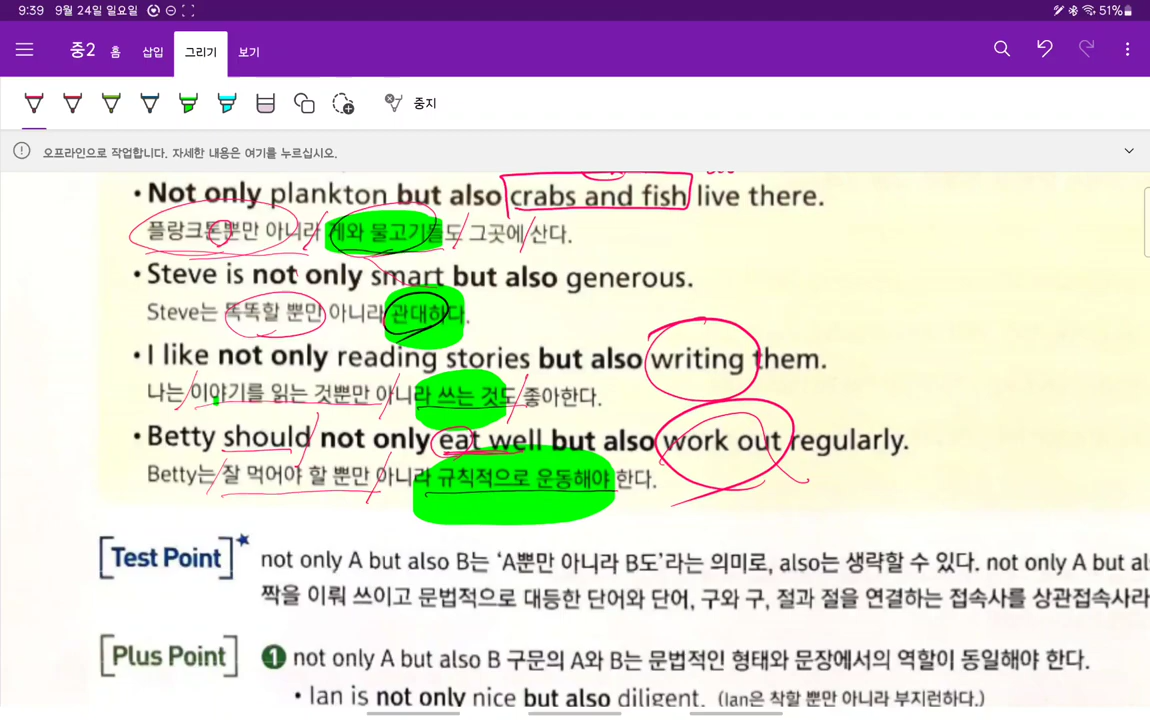 9:39 9월 24일 일요일 51%
중2 홈 삽입 그리기 보기
중지
오프라인으로 작업합니다. 자세한 내용은 여기를 누르십시오.
• Not only plankton but also crabs and fish live there.
플랑크톤뿐만 아니라 게와 물고기들도 그곳에 산다.
• Steve is not only smart but also generous.
Steve는 똑똑할 뿐만 아니라 관대하다.
• I like not only reading stories but also writing them.
나는 이야기를 읽는 것뿐만 아니라 쓰는 것도 좋아한다.
• Betty should not only eat well but also work out regularly.
Betty는 잘 먹어야 할 뿐만 아니라 규칙적으로 운동해야 한다.
[Test Point]★ not only A but also B는 ‘A뿐만 아니라 B도’라는 의미로, also는 생략할 수 있다. not only A but al
짝을 이뤄 쓰이고 문법적으로 대등한 단어와 단어, 구와 구, 절과 절을 연결하는 접속사를 상관접속사라
[Plus Point] 1 not only A but also B 구문의 A와 B는 문법적인 형태와 문장에서의 역할이 동일해야 한다.
• Ian is not only nice but also diligent. (Ian은 착할 뿐만 아니라 부지런하다.)